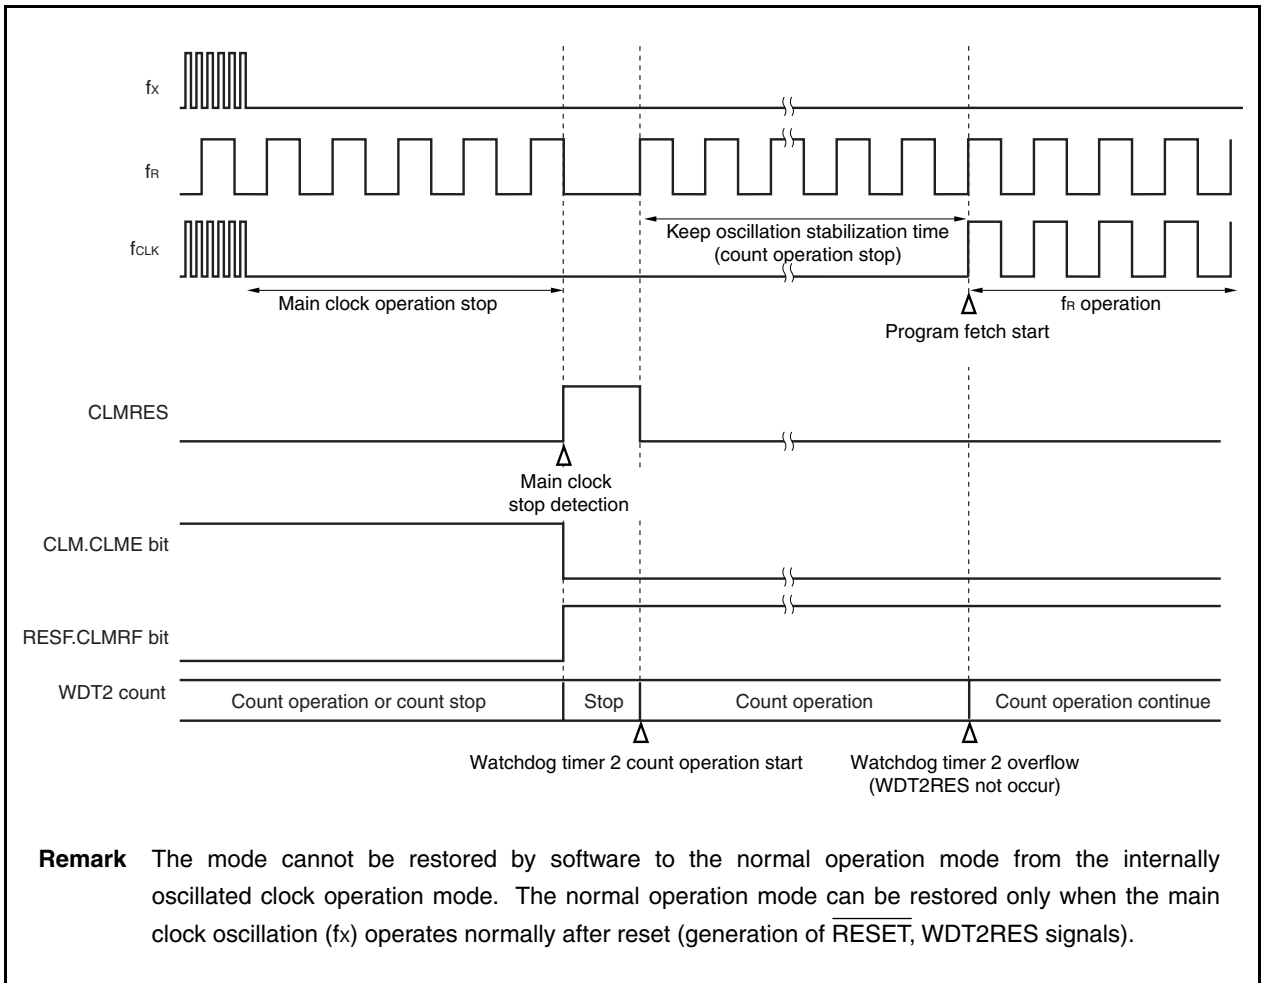 fX
fR
Keep oscillation stabilization time
(count operation stop)
fCLK
Main clock operation stop
fR operation
Program fetch start
CLMRES
Main clock
stop detection
CLM.CLME bit
RESF.CLMRF bit
WDT2 count
Count operation or count stop
Stop
Count operation
Count operation continue
Watchdog timer 2 count operation start
Watchdog timer 2 overflow
(WDT2RES not occur)
Remark The mode cannot be restored by software to the normal operation mode from the internally
oscillated clock operation mode. The normal operation mode can be restored only when the main
clock oscillation (fX) operates normally after reset (generation of RESET, WDT2RES signals).